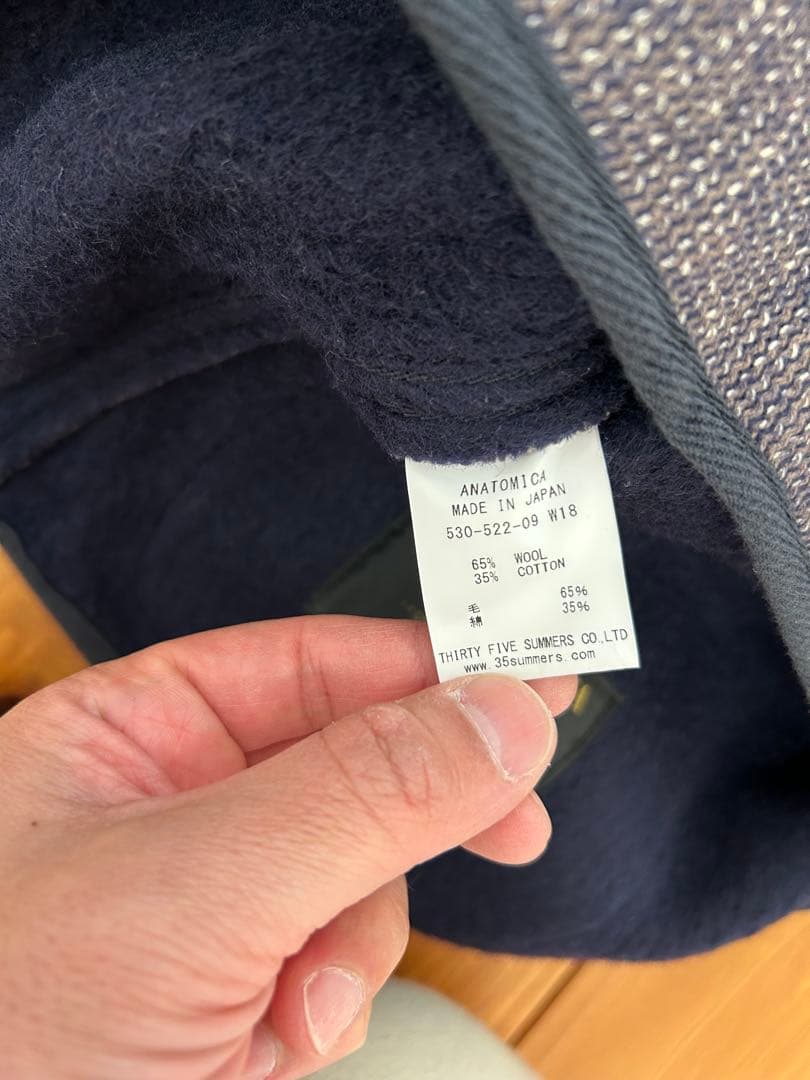 ANATOMICA
MADE IN JAPAN
530-522-09 W18
65% WOOL
35% COTTON
毛 65%
綿 35%
THIRTY FIVE SUMMERS CO.,LTD
www.35summers.com